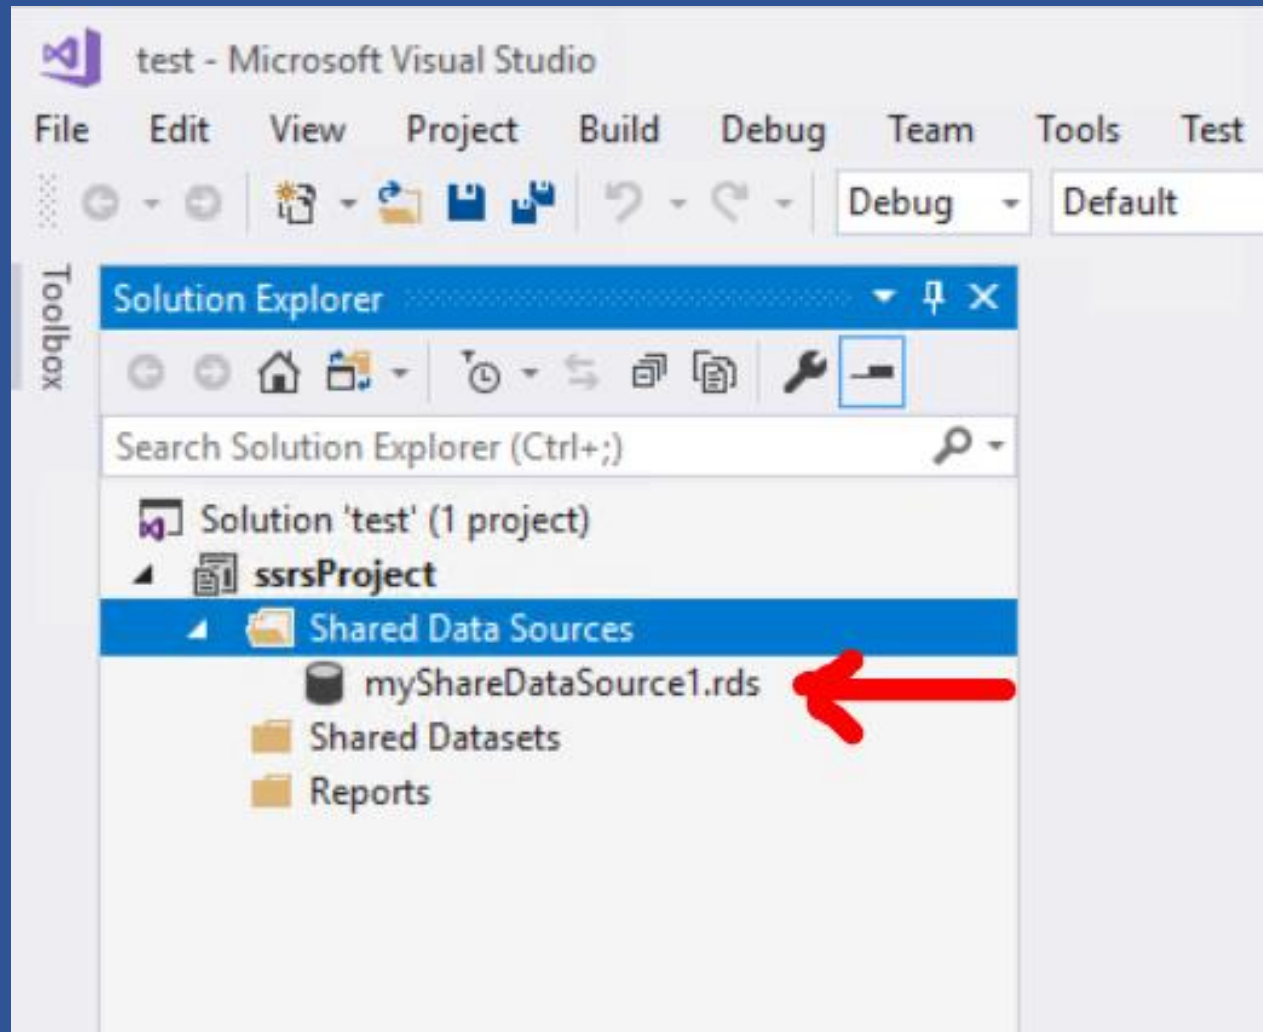 test - Microsoft Visual Studio
File Edit View Project Build Debug Team Tools Test
Debug Default
Toolbox
Solution Explorer
Search Solution Explorer (Ctrl+;)
Solution 'test' (1 project)
ssrsProject
Shared Data Sources
myShareDataSource1.rds
Shared Datasets
Reports